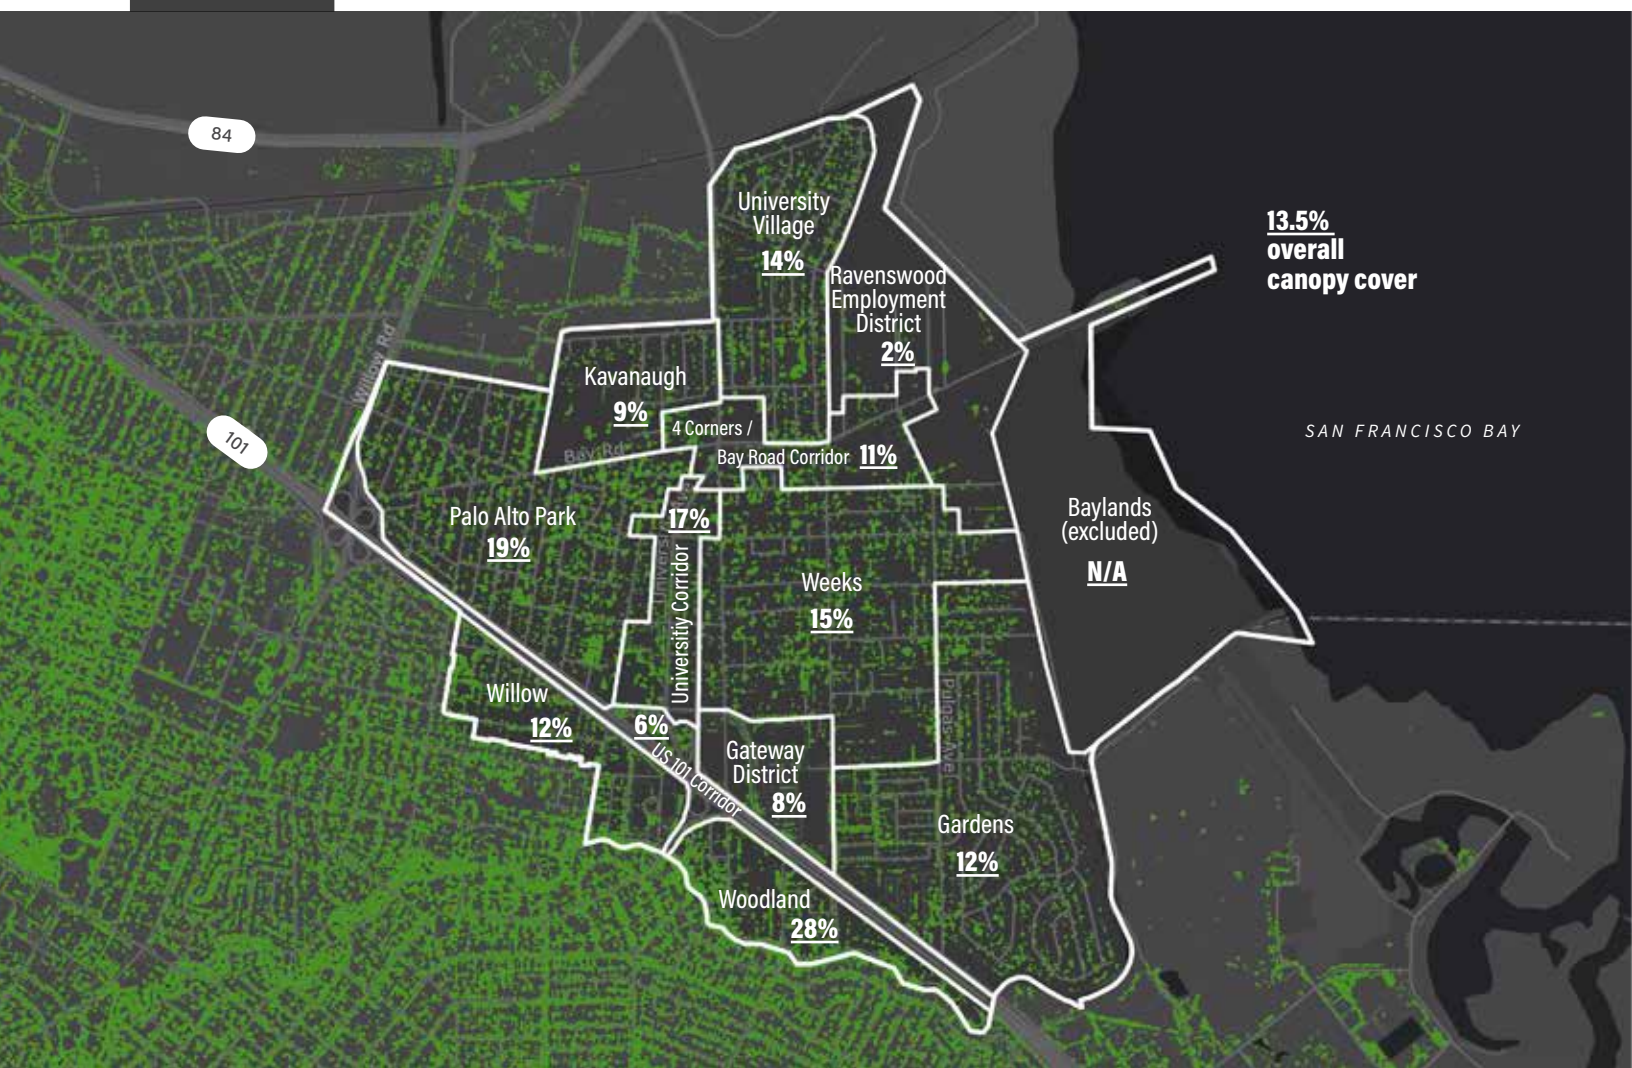 84
University
Village
14%
13.5%
overall
canopy cover
Ravenswood
Employment
District
2%
Willow Rd
Kavanaugh
9%
4 Corners /
Bay Road Corridor 11%
Bay Rd
101
SAN FRANCISCO BAY
Baylands
(excluded)
N/A
Palo Alto Park
19%
17%
Universitiy Corridor
Weeks
15%
Willow
12%
6%
US 101 Corridor
Gateway
District
8%
Pulgas Ave
Gardens
12%
Woodland
28%